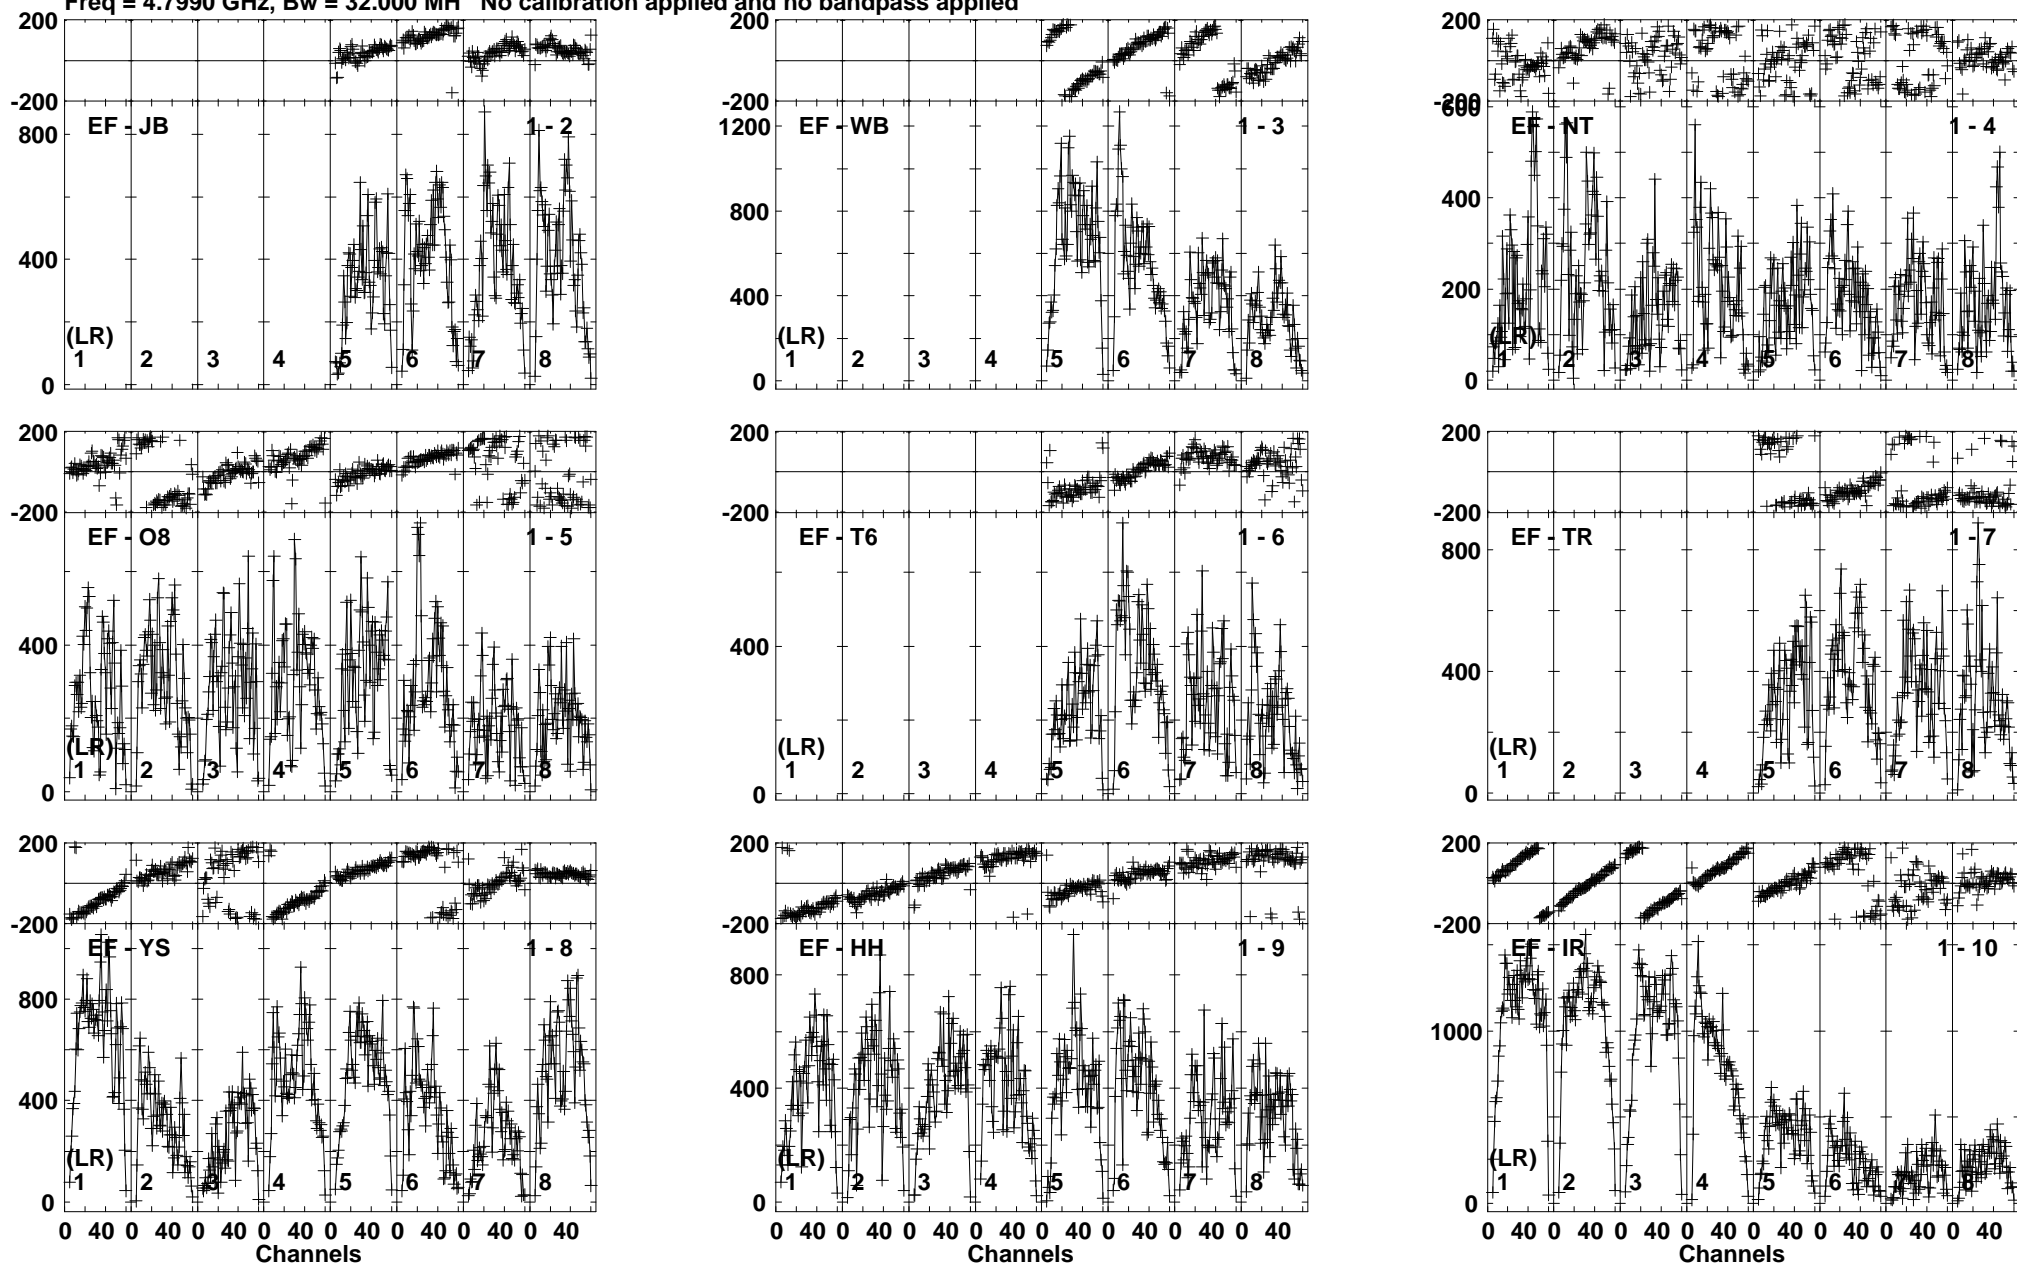 Freq = 4.7990 GHz, Bw = 32.000 MH No calibration applied and no bandpass applied
200 200 200
-200 -200 -200
EF - JB 1 - 2 EF - WB 1 - 3 EF - NT 1 - 4
600
800 1200
800 400
400 400 200
(LR) (LR) (LR)
1 2 3 4 5 6 7 8 1 2 3 4 5 6 7 8 1 2 3 4 5 6 7 8
0 0 0
200 200 200
-200 -200 -200
EF - O8 1 - 5 EF - T6 1 - 6 EF - TR 1 - 7
800
400 400 400
(LR) (LR) (LR)
1 2 3 4 5 6 7 8 1 2 3 4 5 6 7 8 1 2 3 4 5 6 7 8
0 0 0
200 200 200
-200 -200 -200
EF - YS 1 - 8 EF - HH 1 - 9 EF - IR 1 - 10
800 800 1000
400 400
(LR) (LR) (LR)
1 2 3 4 5 6 7 8 1 2 3 4 5 6 7 8 1 2 3 4 5 6 7 8
0 0 0
0 40 0 40 0 40 0 40 0 40 0 40 0 40 0 40 0 40 0 40 0 40 0 40 0 40 0 40 0 40 0 40 0 40 0 40 0 40 0 40 0 40 0 40 0 40 0 40
Channels Channels Channels